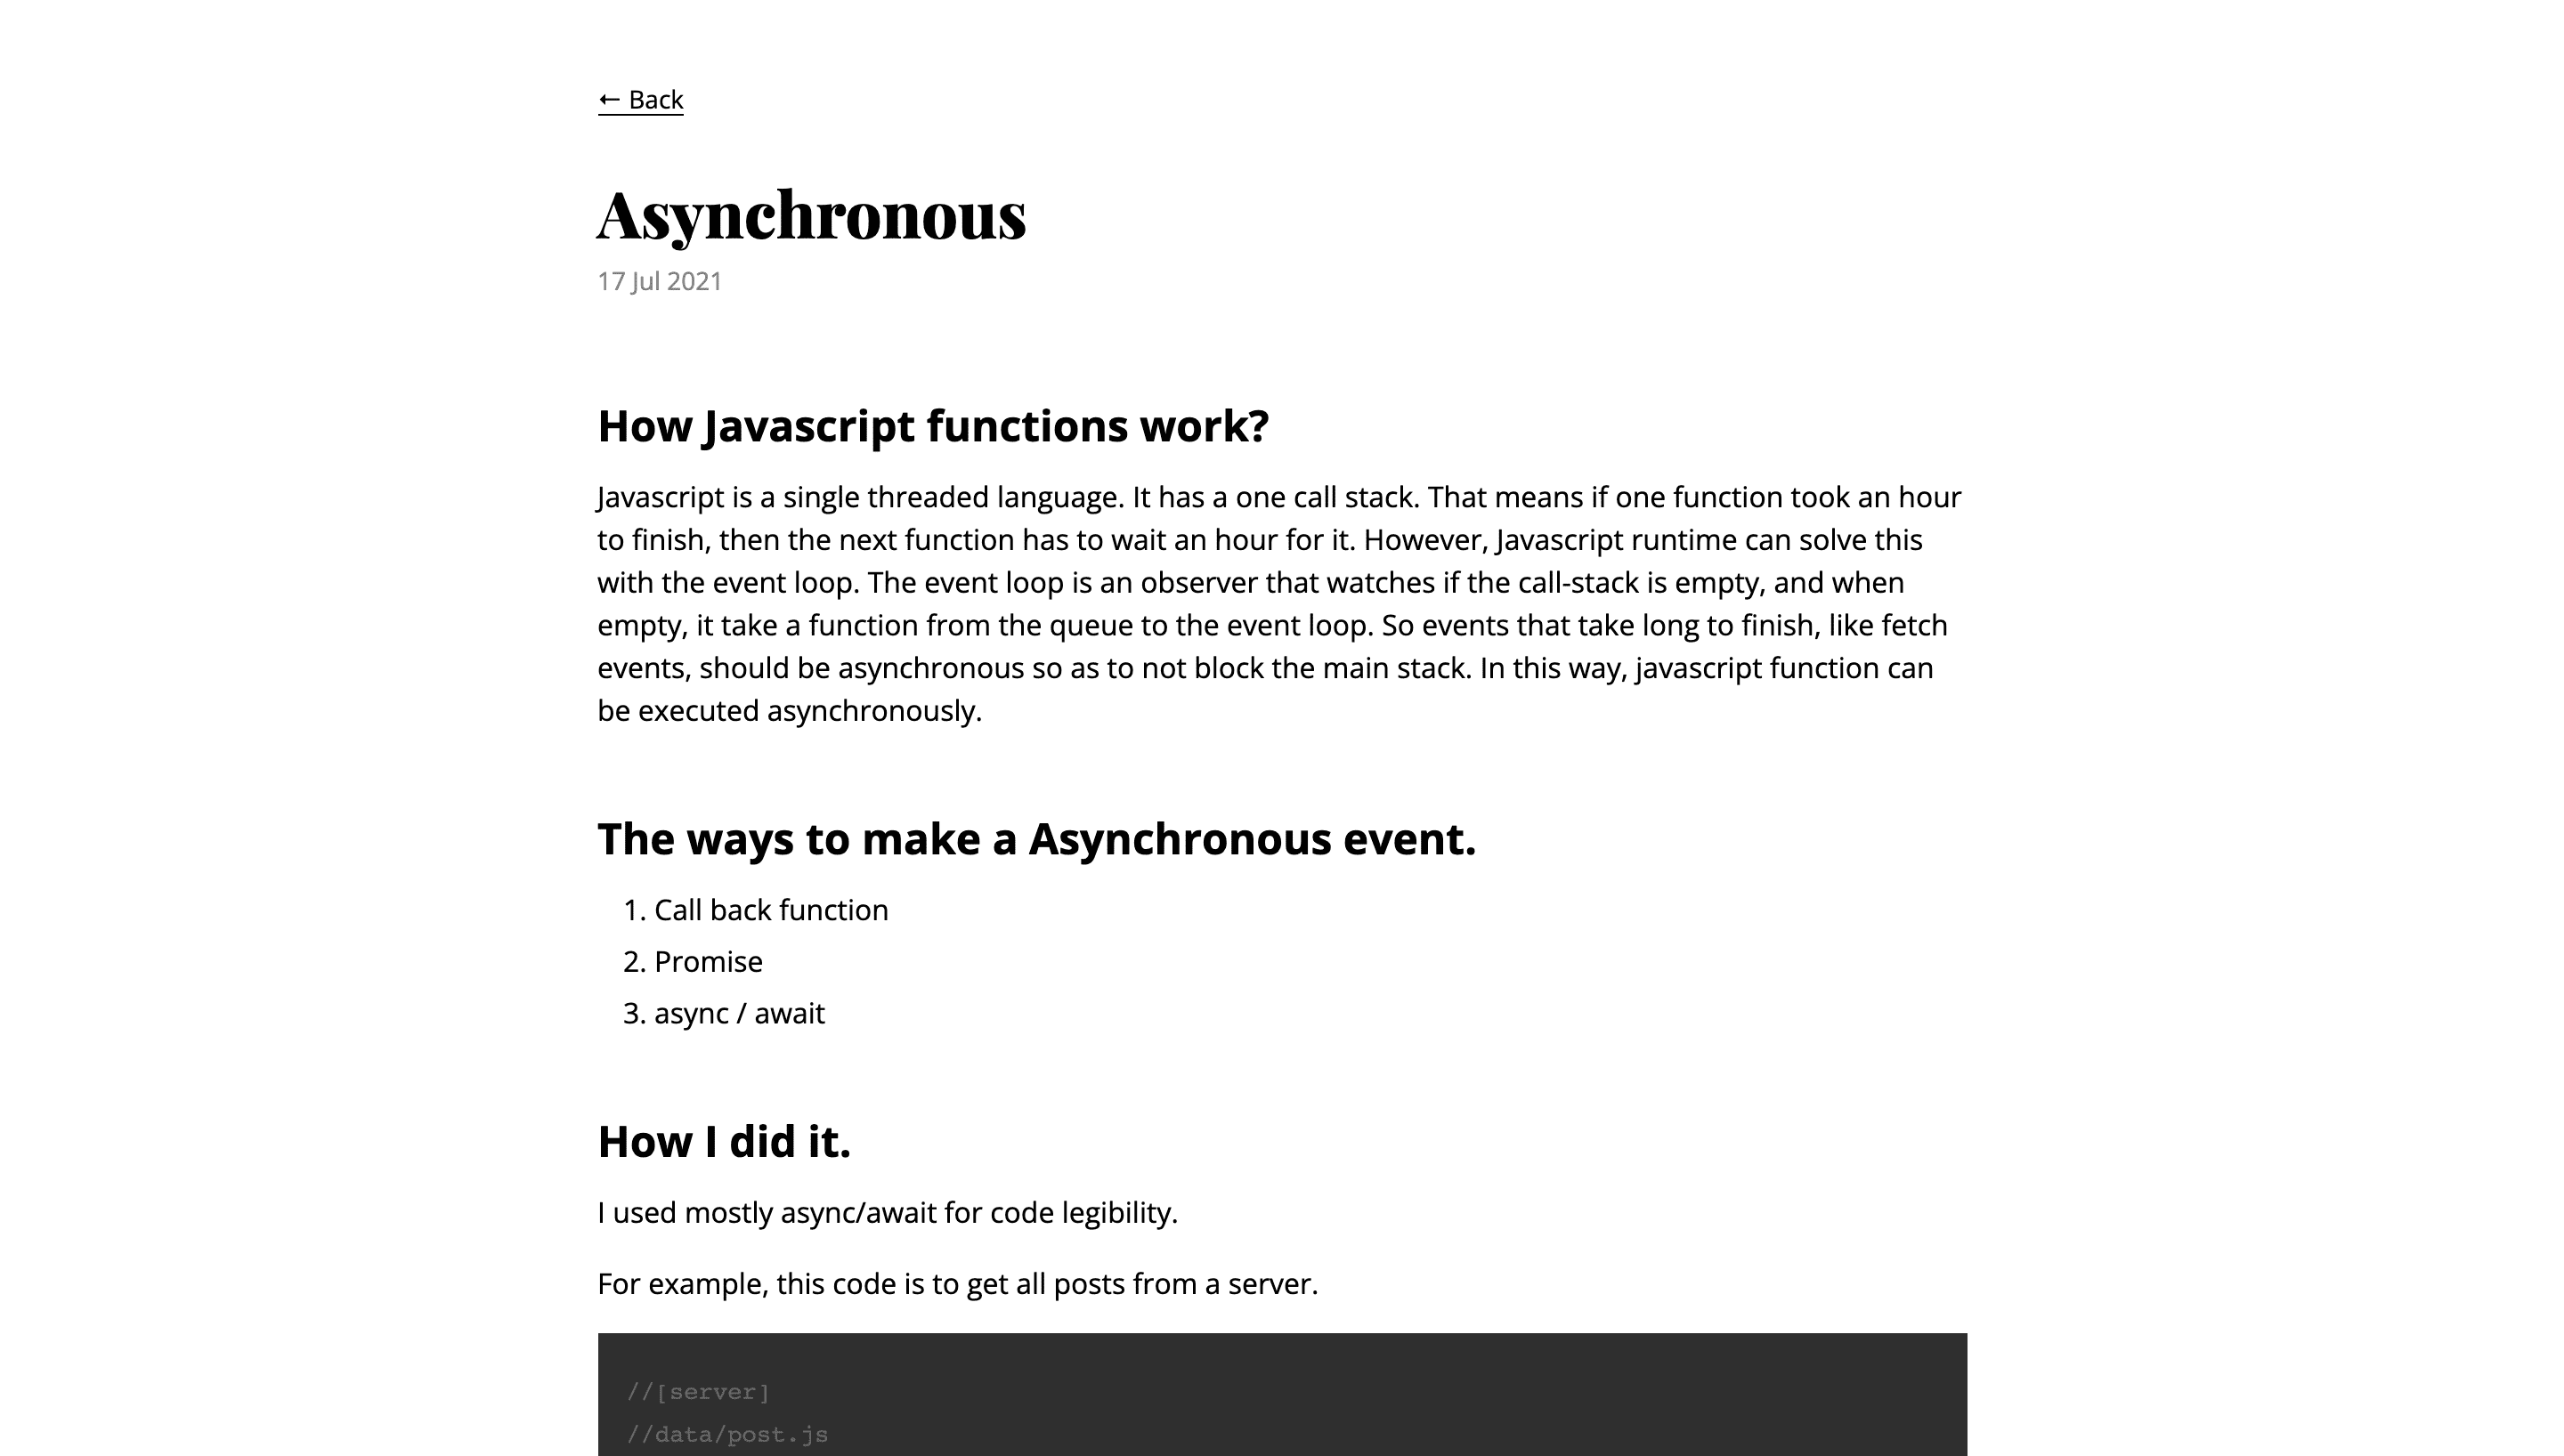 ← Back
Asynchronous
17 Jul 2021
How Javascript functions work?
Javascript is a single threaded language. It has a one call stack. That means if one function took an hour
to finish, then the next function has to wait an hour for it. However, Javascript runtime can solve this
with the event loop. The event loop is an observer that watches if the call-stack is empty, and when
empty, it take a function from the queue to the event loop. So events that take long to finish, like fetch
events, should be asynchronous so as to not block the main stack. In this way, javascript function can
be executed asynchronously.
The ways to make a Asynchronous event.
1. Call back function
2. Promise
3. async / await
How I did it.
I used mostly async/await for code legibility.
For example, this code is to get all posts from a server.
//[server]
//data/post.js